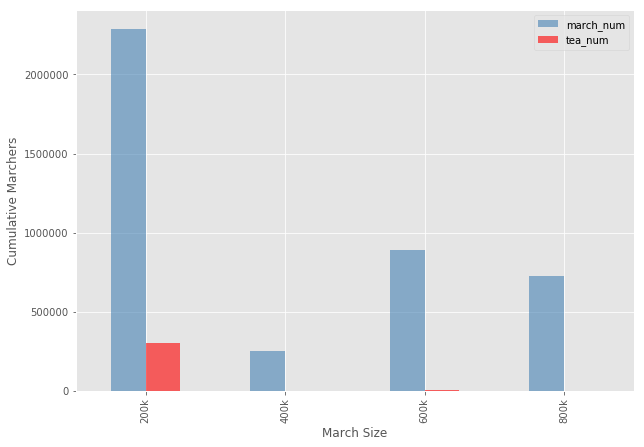 march_num
tea_num
2000000
1500000
1000000
500000
0
Cumulative Marchers
200k
400k
600k
800k
March Size